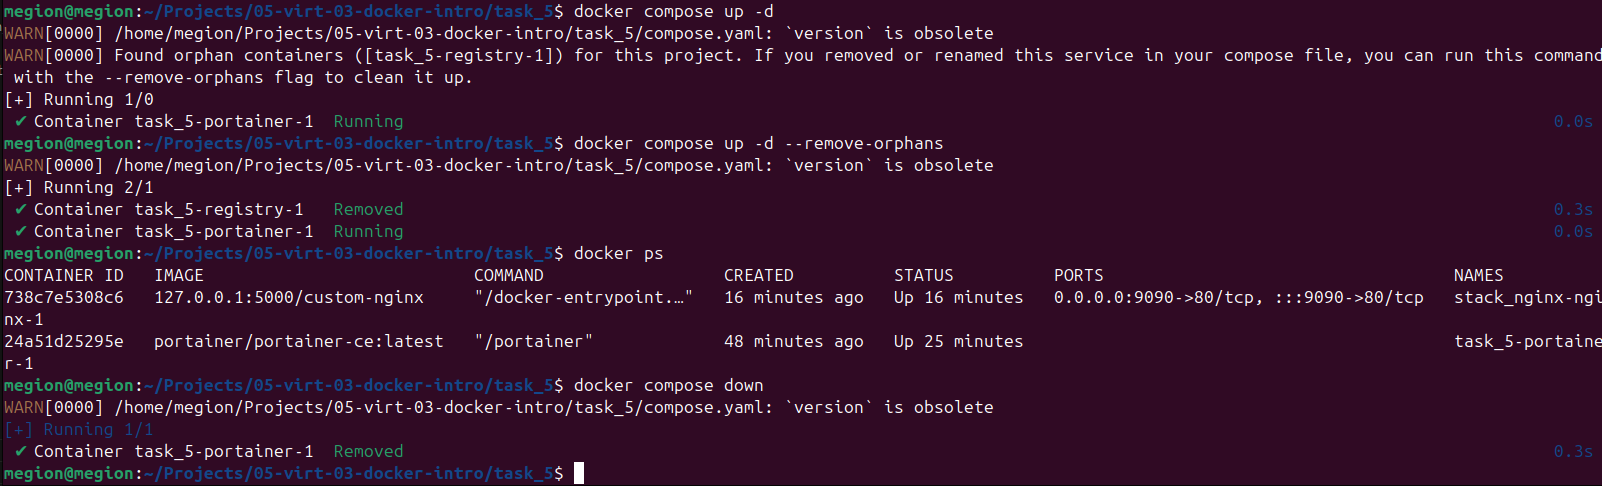 megion@megion:~/Projects/05-virt-03-docker-intro/task_5$ docker compose up -d
WARN[0000] /home/megion/Projects/05-virt-03-docker-intro/task_5/compose.yaml: `version` is obsolete
WARN[0000] Found orphan containers ([task_5-registry-1]) for this project. If you removed or renamed this service in your compose file, you can run this command
 with the --remove-orphans flag to clean it up.
[+] Running 1/0
 ✔ Container task_5-portainer-1  Running 0.0s
megion@megion:~/Projects/05-virt-03-docker-intro/task_5$ docker compose up -d --remove-orphans
WARN[0000] /home/megion/Projects/05-virt-03-docker-intro/task_5/compose.yaml: `version` is obsolete
[+] Running 2/1
 ✔ Container task_5-registry-1   Removed 0.3s
 ✔ Container task_5-portainer-1  Running 0.0s
megion@megion:~/Projects/05-virt-03-docker-intro/task_5$ docker ps
CONTAINER ID   IMAGE                           COMMAND                  CREATED          STATUS          PORTS                                   NAMES
738c7e5308c6   127.0.0.1:5000/custom-nginx     "/docker-entrypoint.…"   16 minutes ago   Up 16 minutes   0.0.0.0:9090->80/tcp, :::9090->80/tcp   stack_nginx-ngi
nx-1
24a51d25295e   portainer/portainer-ce:latest   "/portainer"             48 minutes ago   Up 25 minutes                                           task_5-portaine
r-1
megion@megion:~/Projects/05-virt-03-docker-intro/task_5$ docker compose down
WARN[0000] /home/megion/Projects/05-virt-03-docker-intro/task_5/compose.yaml: `version` is obsolete
[+] Running 1/1
 ✔ Container task_5-portainer-1  Removed 0.3s
megion@megion:~/Projects/05-virt-03-docker-intro/task_5$